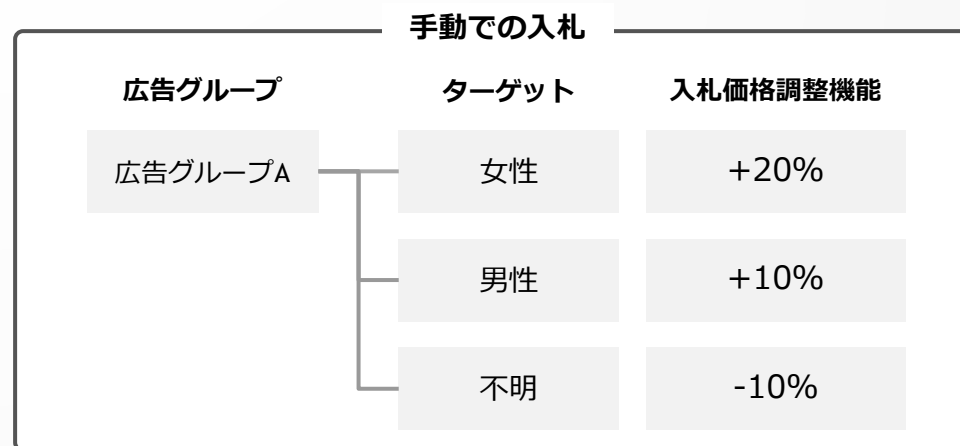 手動での入札
広告グループ ターゲット 入札価格調整機能
広告グループA 女性 +20%
男性 +10%
不明 -10%